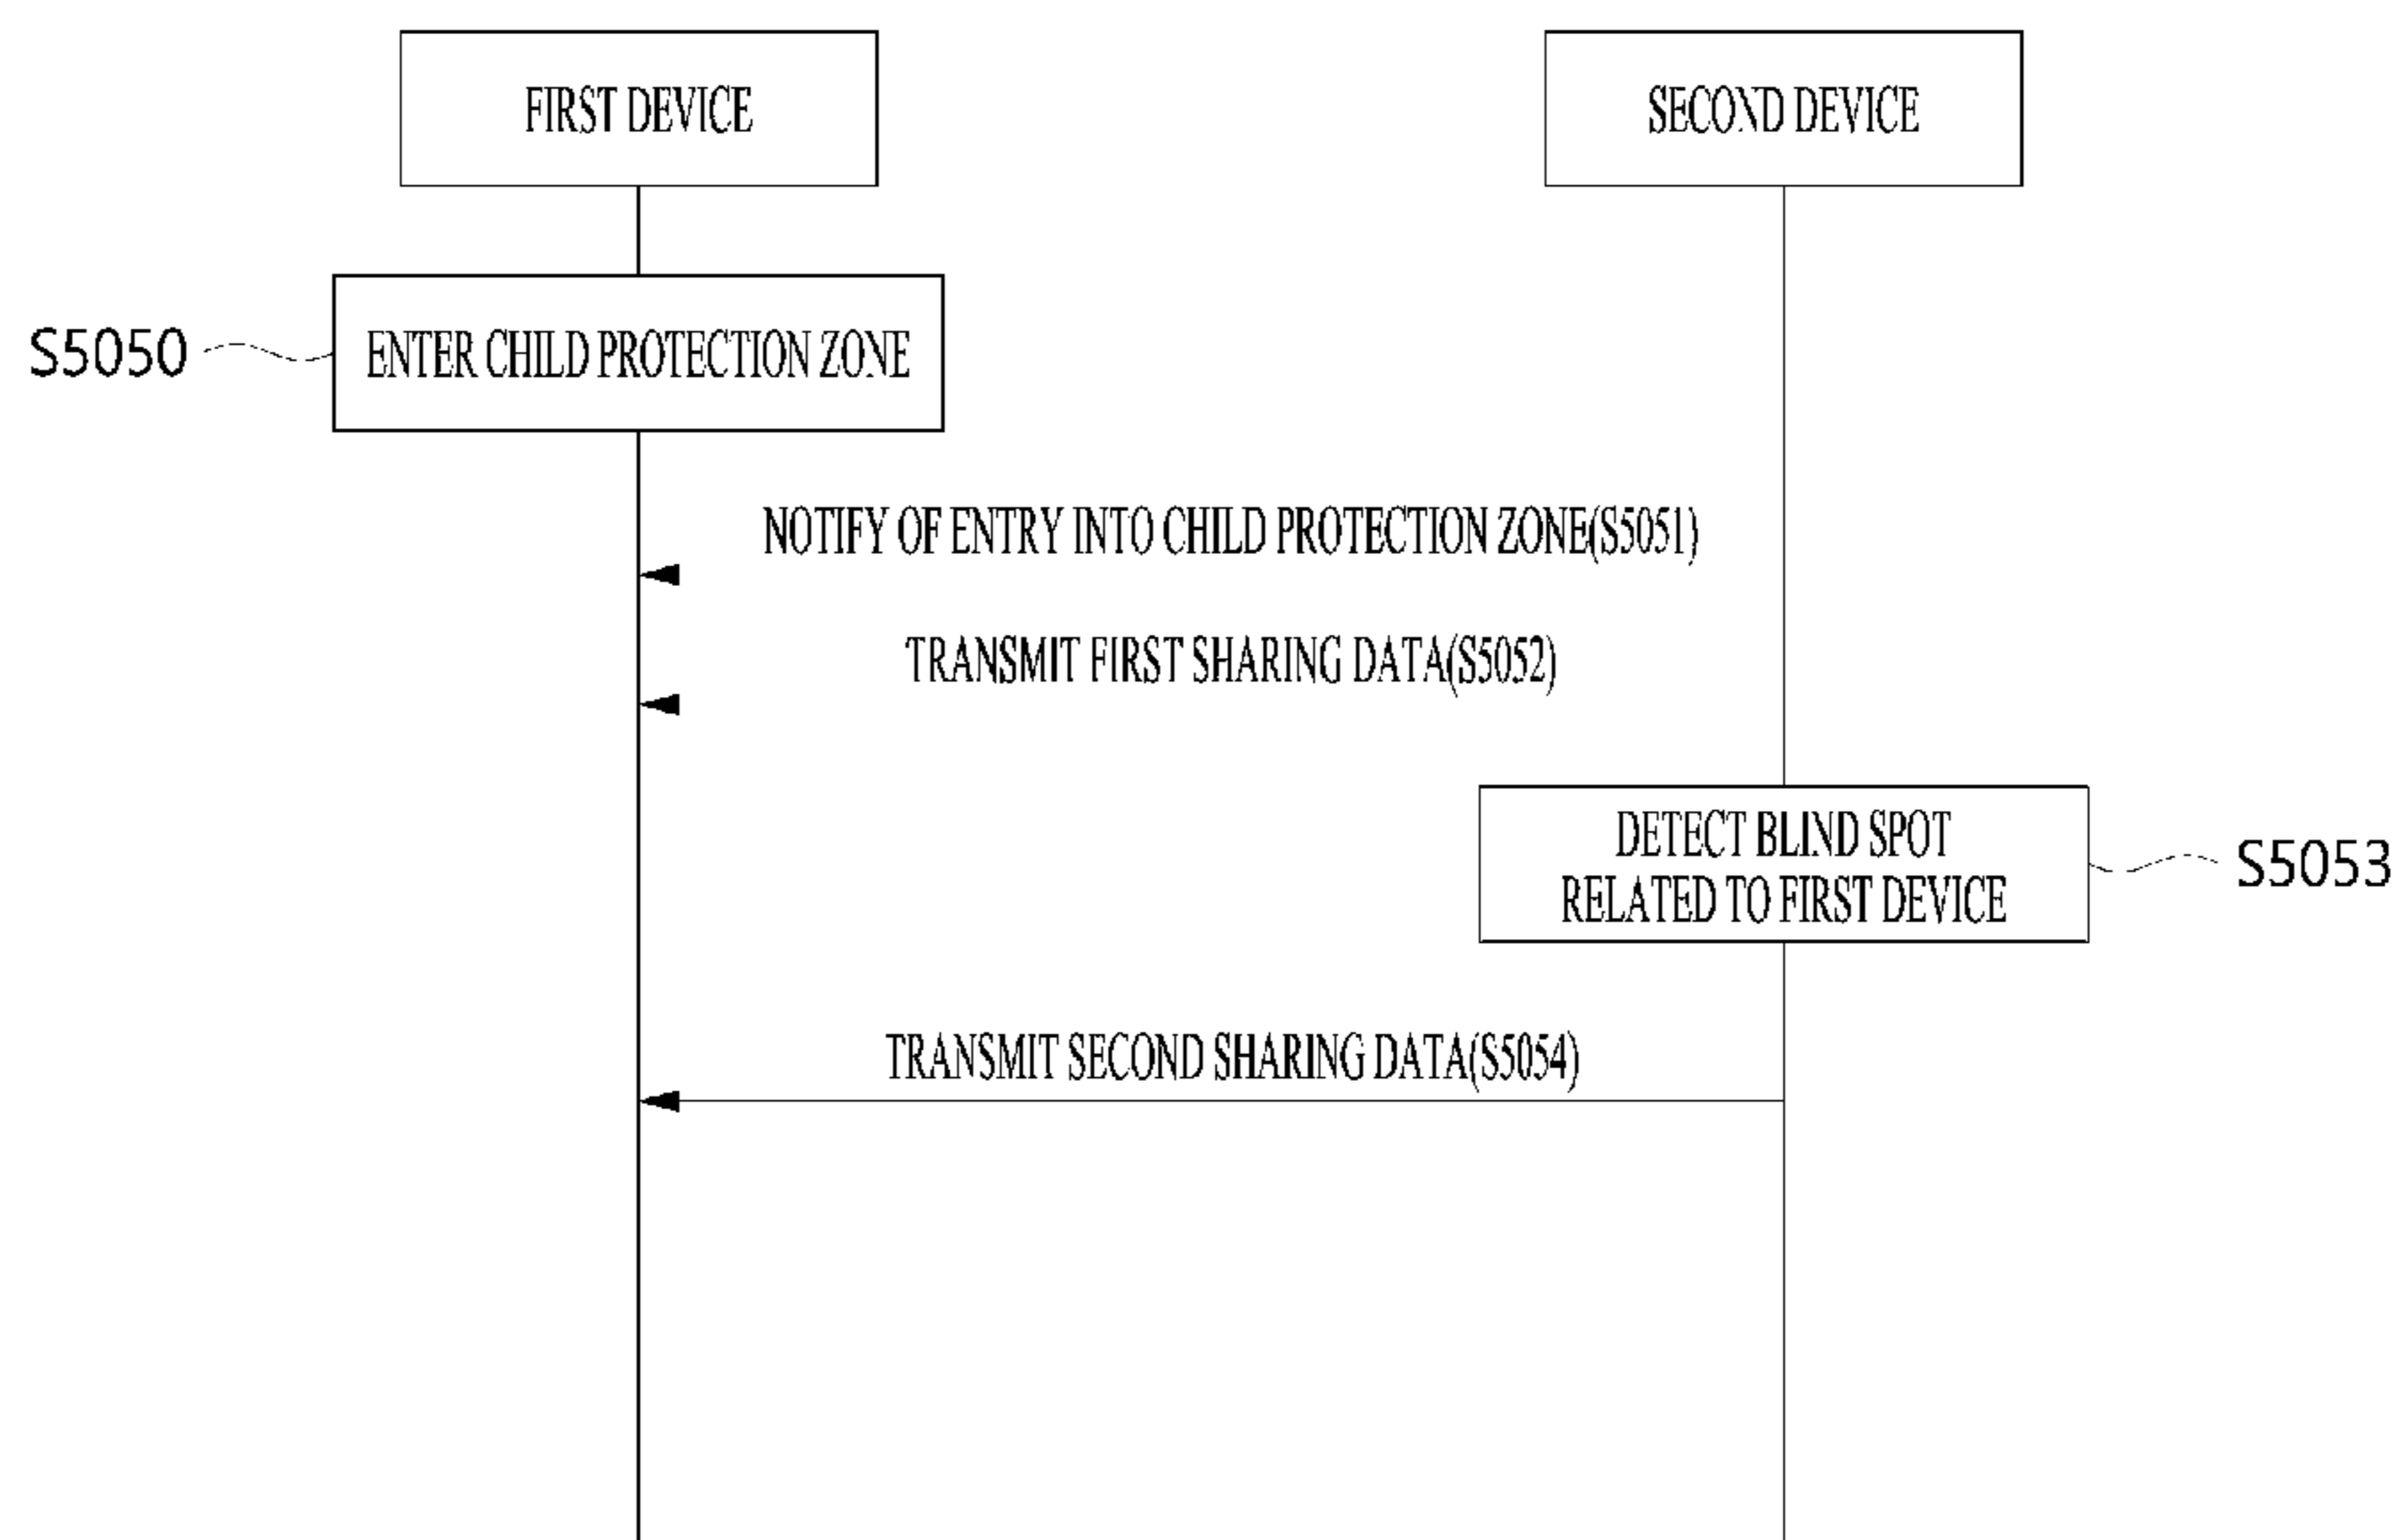 FIRST DEVICE
SECOND DEVICE
S5050
ENTER CHILD PROTECTION ZONE
NOTIFY OF ENTRY INTO CHILD PROTECTION ZONE(S5051)
TRANSMIT FIRST SHARING DATA(S5052)
DETECT BLIND SPOT
RELATED TO FIRST DEVICE
S5053
TRANSMIT SECOND SHARING DATA(S5054)